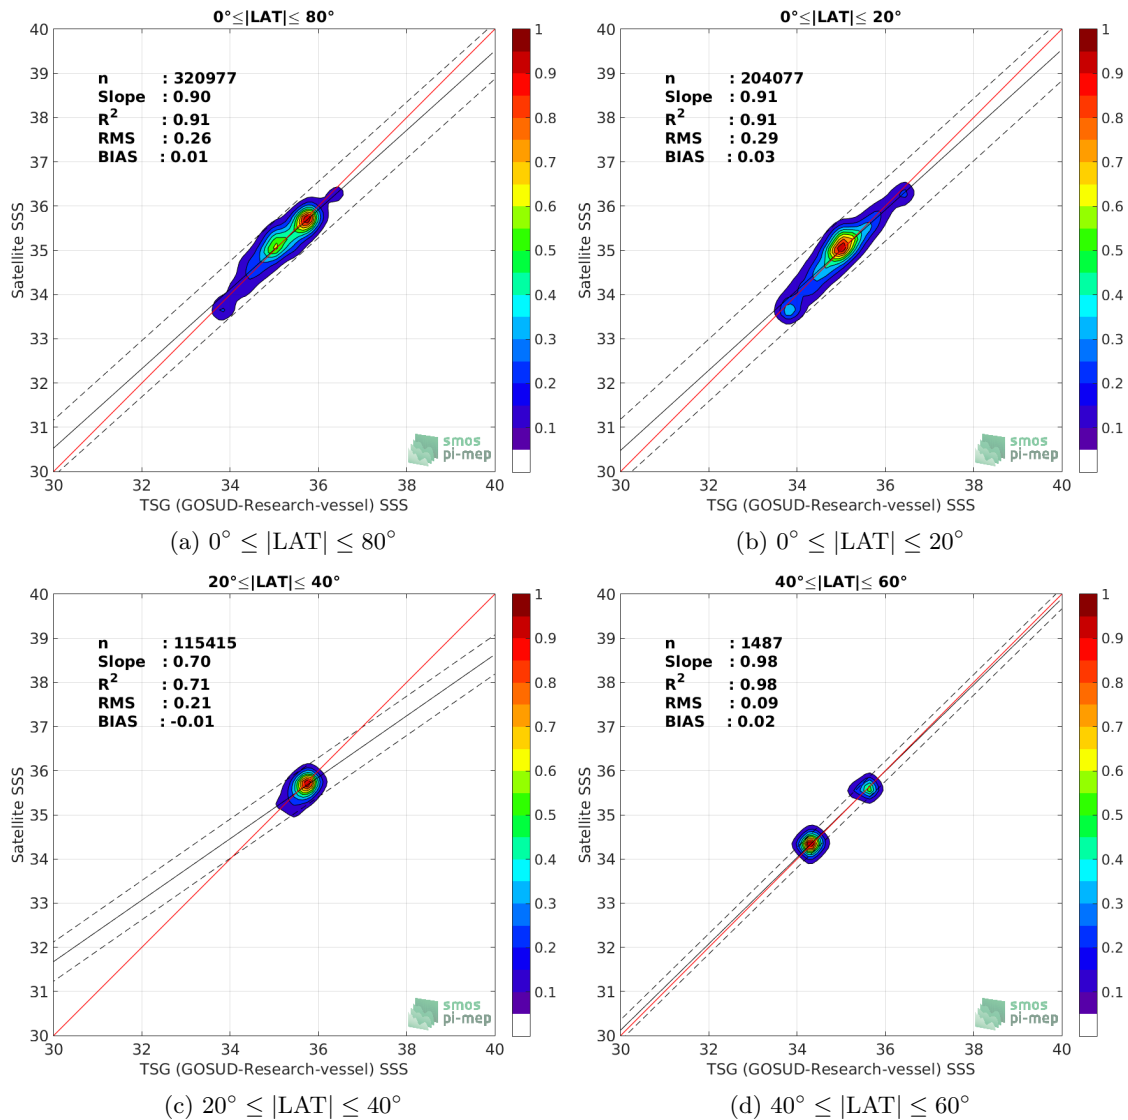 0°≤|LAT|≤ 80°
n : 320977
Slope : 0.90
R² : 0.91
RMS : 0.26
BIAS : 0.01
Satellite SSS
40
39
38
37
36
35
34
33
32
31
30
30 32 34 36 38 40
TSG (GOSUD-Research-vessel) SSS
1
0.9
0.8
0.7
0.6
0.5
0.4
0.3
0.2
0.1
smos
pi-mep
(a) 0° ≤ |LAT| ≤ 80°
0°≤|LAT|≤ 20°
n : 204077
Slope : 0.91
R² : 0.91
RMS : 0.29
BIAS : 0.03
Satellite SSS
40
39
38
37
36
35
34
33
32
31
30
30 32 34 36 38 40
TSG (GOSUD-Research-vessel) SSS
1
0.9
0.8
0.7
0.6
0.5
0.4
0.3
0.2
0.1
smos
pi-mep
(b) 0° ≤ |LAT| ≤ 20°
20°≤|LAT|≤ 40°
n : 115415
Slope : 0.70
R² : 0.71
RMS : 0.21
BIAS : -0.01
Satellite SSS
40
39
38
37
36
35
34
33
32
31
30
30 32 34 36 38 40
TSG (GOSUD-Research-vessel) SSS
1
0.9
0.8
0.7
0.6
0.5
0.4
0.3
0.2
0.1
smos
pi-mep
(c) 20° ≤ |LAT| ≤ 40°
40°≤|LAT|≤ 60°
n : 1487
Slope : 0.98
R² : 0.98
RMS : 0.09
BIAS : 0.02
Satellite SSS
40
39
38
37
36
35
34
33
32
31
30
30 32 34 36 38 40
TSG (GOSUD-Research-vessel) SSS
1
0.9
0.8
0.7
0.6
0.5
0.4
0.3
0.2
0.1
smos
pi-mep
(d) 40° ≤ |LAT| ≤ 60°